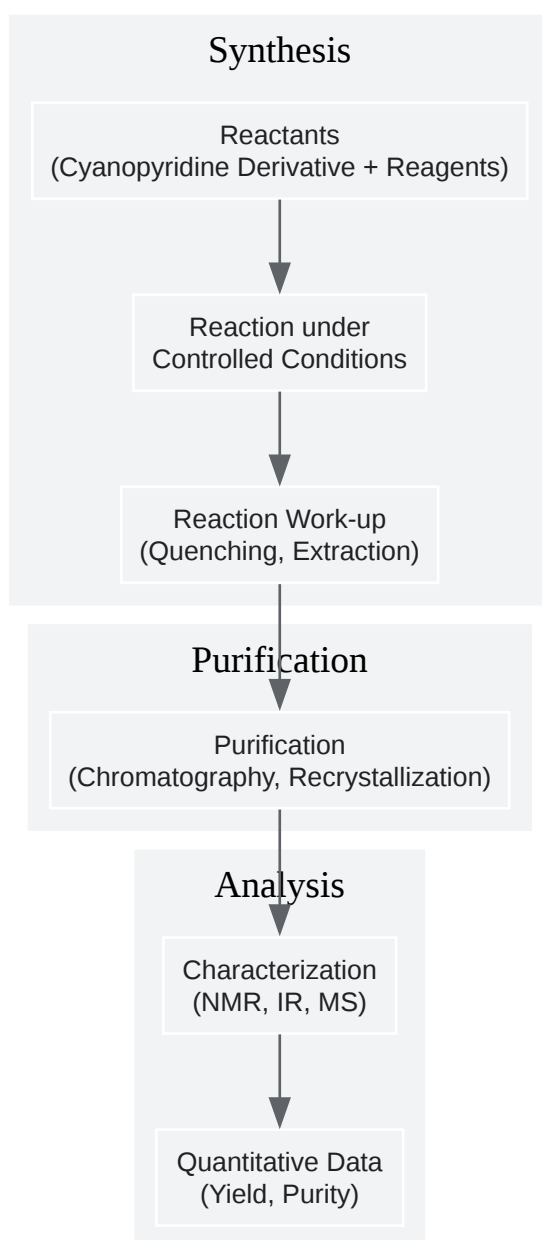 Synthesis
Reactants
(Cyanopyridine Derivative + Reagents)
Reaction under
Controlled Conditions
Reaction Work-up
(Quenching, Extraction)
Purification
Purification
(Chromatography, Recrystallization)
Analysis
Characterization
(NMR, IR, MS)
Quantitative Data
(Yield, Purity)